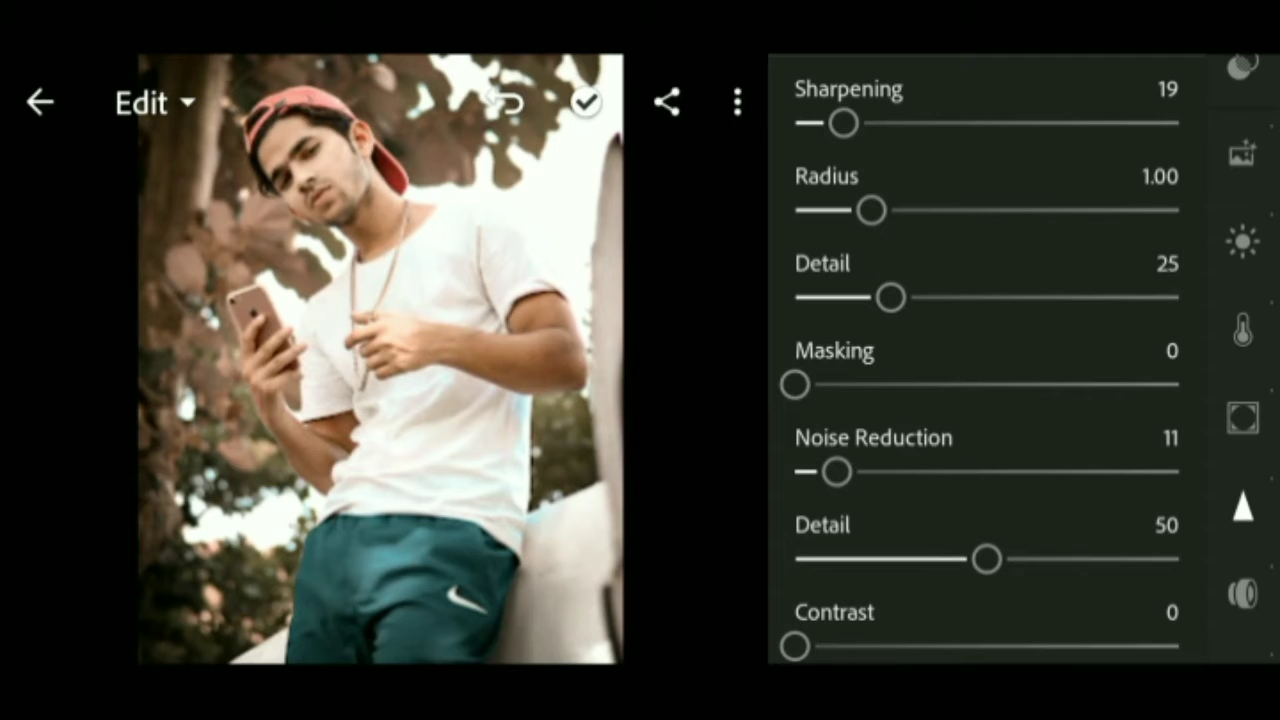 Edit
Sharpening 19
Radius 1.00
Detail 25
Masking 0
Noise Reduction 11
Detail 50
Contrast 0